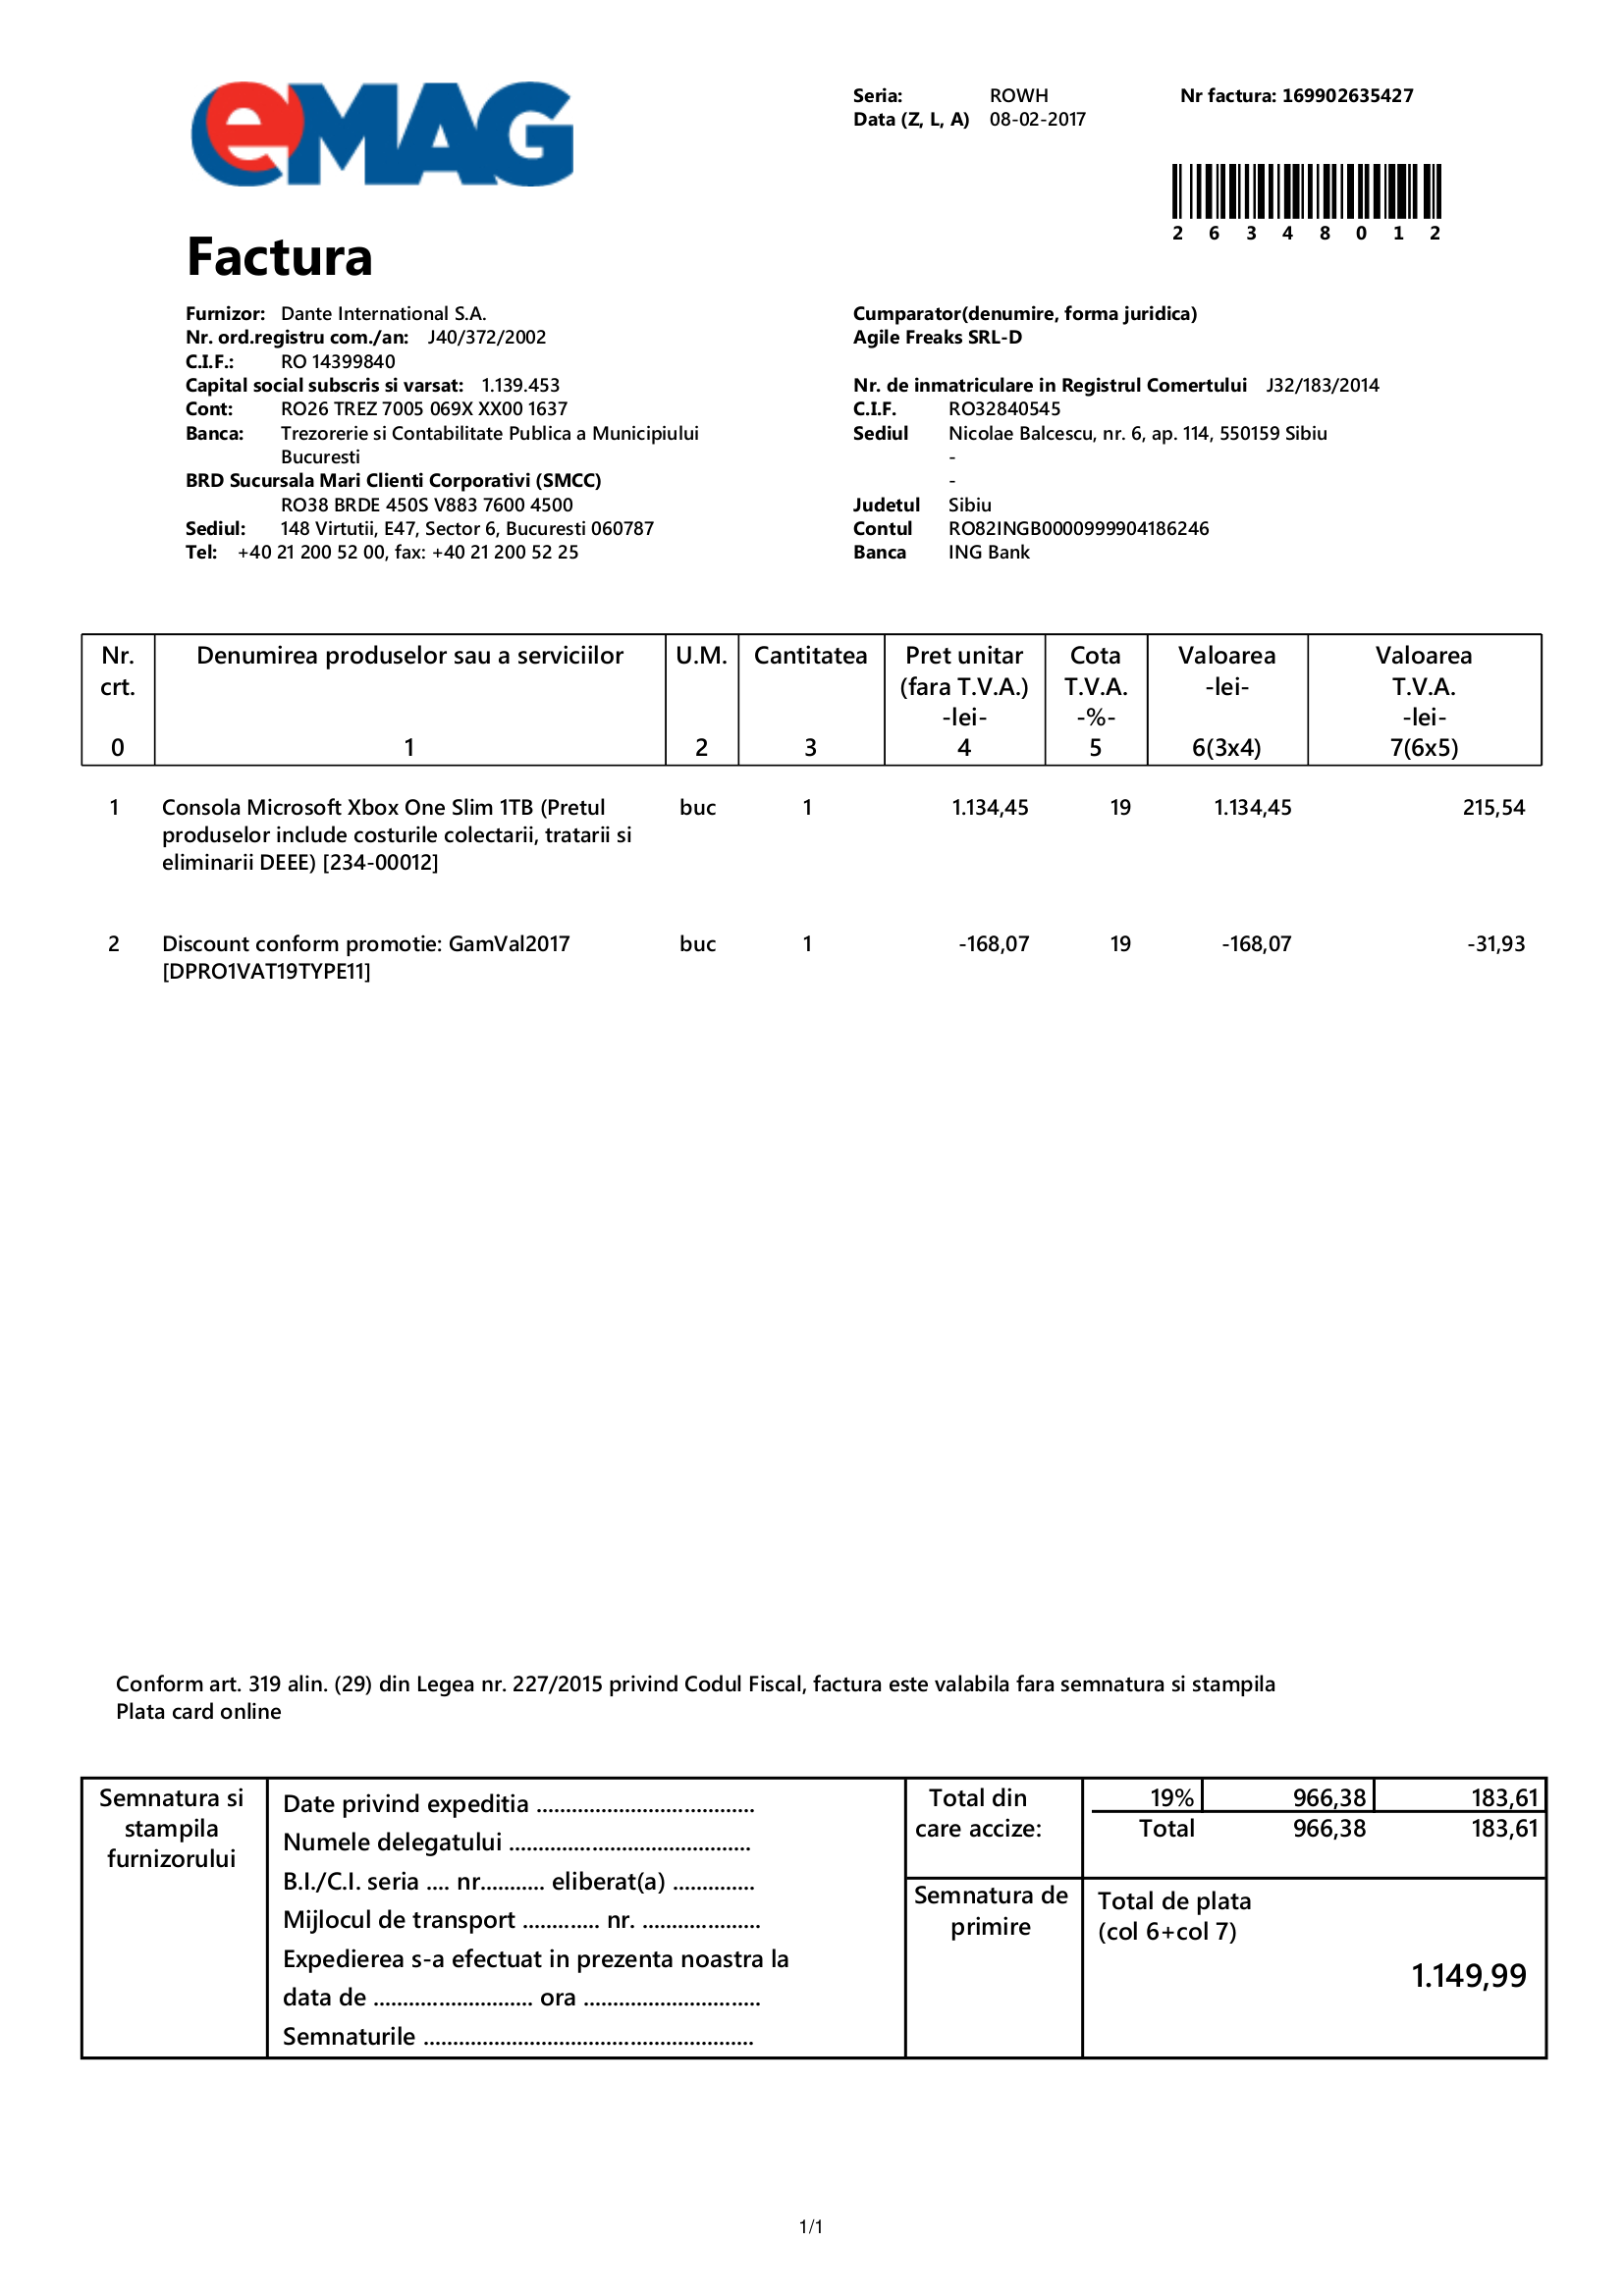 eMAG
Seria: ROWH Nr factura: 169902635427
Data (Z, L, A) 08-02-2017
2 6 3 4 8 0 1 2
Factura
Furnizor: Dante International S.A.
Nr. ord.registru com./an: J40/372/2002
C.I.F.: RO 14399840
Capital social subscris si varsat: 1.139.453
Cont: RO26 TREZ 7005 069X XX00 1637
Banca: Trezorerie si Contabilitate Publica a Municipiului
Bucuresti
BRD Sucursala Mari Clienti Corporativi (SMCC)
RO38 BRDE 450S V883 7600 4500
Sediul: 148 Virtutii, E47, Sector 6, Bucuresti 060787
Tel: +40 21 200 52 00, fax: +40 21 200 52 25
Cumparator(denumire, forma juridica)
Agile Freaks SRL-D
Nr. de inmatriculare in Registrul Comertului J32/183/2014
C.I.F. RO32840545
Sediul Nicolae Balcescu, nr. 6, ap. 114, 550159 Sibiu
-
-
Judetul Sibiu
Contul RO82INGB0000999904186246
Banca ING Bank
Nr. Denumirea produselor sau a serviciilor U.M. Cantitatea Pret unitar Cota Valoarea Valoarea
crt. (fara T.V.A.) T.V.A. -lei- T.V.A.
-lei- -%- -lei-
0 1 2 3 4 5 6(3x4) 7(6x5)
1 Consola Microsoft Xbox One Slim 1TB (Pretul buc 1 1.134,45 19 1.134,45 215,54
produselor include costurile colectarii, tratarii si
eliminarii DEEE) [234-00012]
2 Discount conform promotie: GamVal2017 buc 1 -168,07 19 -168,07 -31,93
[DPRO1VAT19TYPE11]
Conform art. 319 alin. (29) din Legea nr. 227/2015 privind Codul Fiscal, factura este valabila fara semnatura si stampila
Plata card online
Semnatura si
stampila
furnizorului
Date privind expeditia .....................................
Numele delegatului .........................................
B.I./C.I. seria .... nr........... eliberat(a) ..............
Mijlocul de transport ............. nr. ....................
Expedierea s-a efectuat in prezenta noastra la
data de ........................... ora ..............................
Semnaturile ........................................................
Total din 19% 966,38 183,61
care accize: Total 966,38 183,61
Semnatura de
primire
Total de plata
(col 6+col 7)
1.149,99
1/1